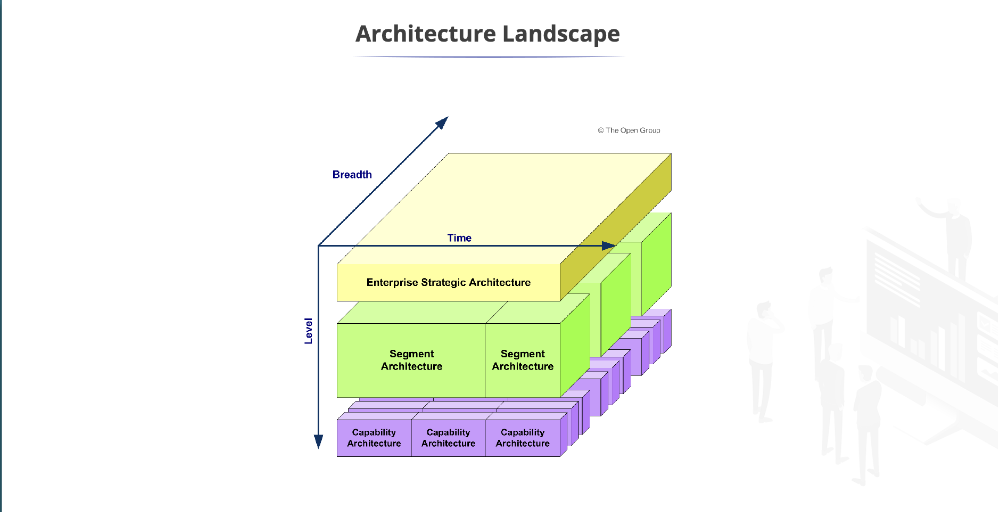 Architecture Landscape
© The Open Group
Breadth
Time
Level
Enterprise Strategic Architecture
Segment
Architecture
Segment
Architecture
Capability
Architecture
Capability
Architecture
Capability
Architecture